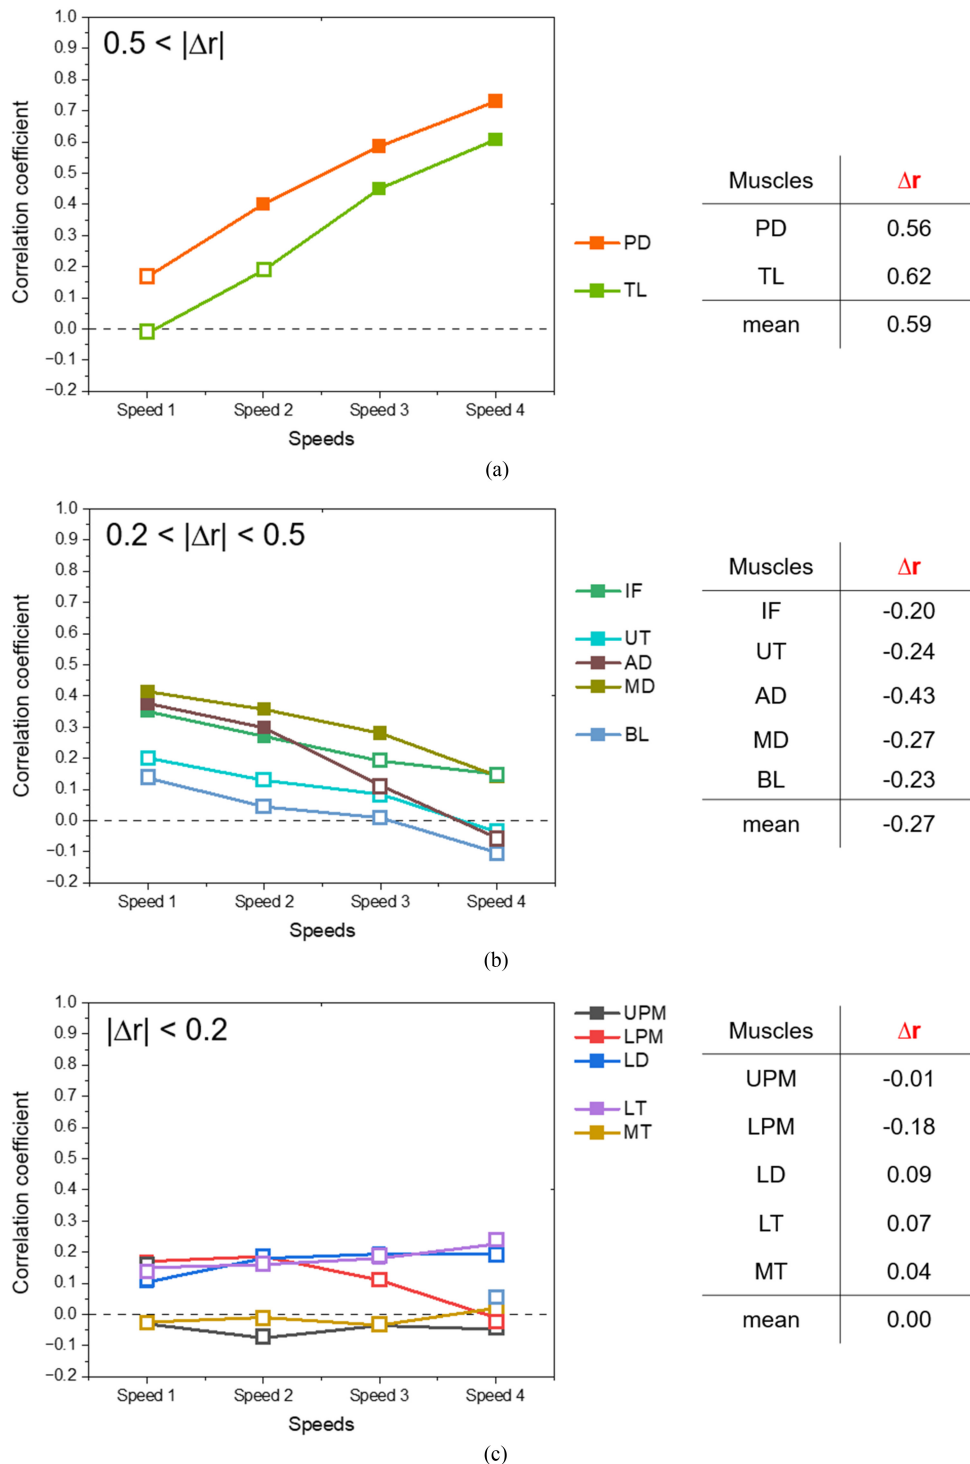 0.5 < |Δr|
1.0
0.9
0.8
0.7
0.6
0.5
0.4
0.3
0.2
0.1
0.0
−0.1
−0.2
Correlation coefficient
Speed 1 Speed 2 Speed 3 Speed 4
Speeds
PD
TL
Muscles Δr
PD 0.56
TL 0.62
mean 0.59
(a)
0.2 < |Δr| < 0.5
1.0
0.9
0.8
0.7
0.6
0.5
0.4
0.3
0.2
0.1
0.0
−0.1
−0.2
Correlation coefficient
Speed 1 Speed 2 Speed 3 Speed 4
Speeds
IF
UT
AD
MD
BL
Muscles Δr
IF -0.20
UT -0.24
AD -0.43
MD -0.27
BL -0.23
mean -0.27
(b)
|Δr| < 0.2
1.0
0.9
0.8
0.7
0.6
0.5
0.4
0.3
0.2
0.1
0.0
−0.1
−0.2
Correlation coefficient
Speed 1 Speed 2 Speed 3 Speed 4
Speeds
UPM
LPM
LD
LT
MT
Muscles Δr
UPM -0.01
LPM -0.18
LD 0.09
LT 0.07
MT 0.04
mean 0.00
(c)